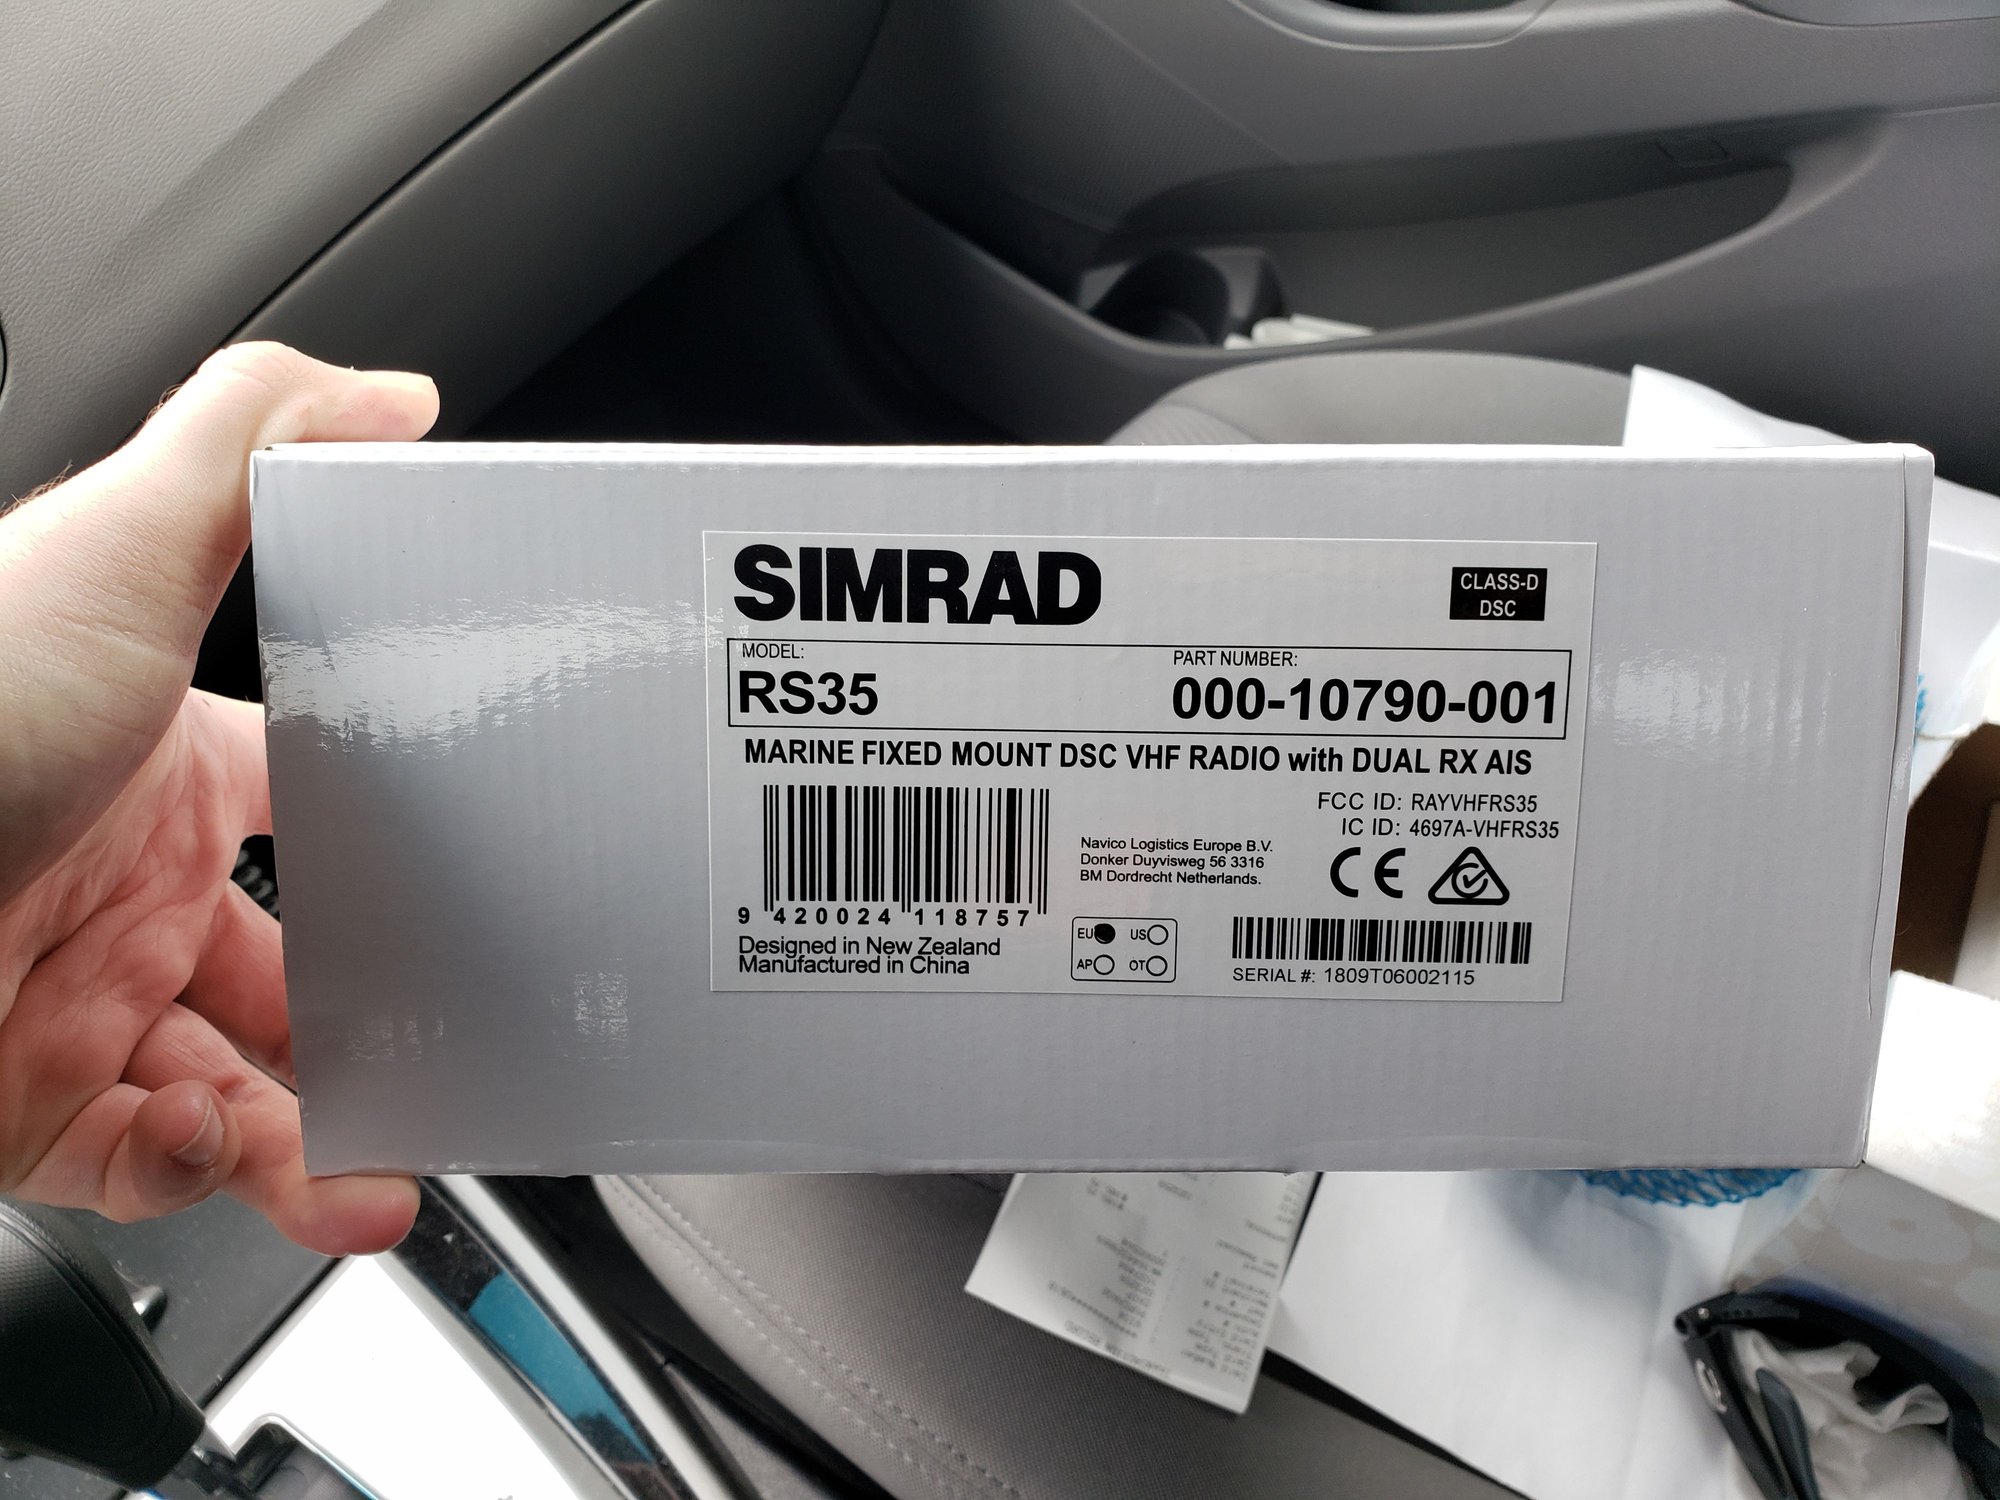 SIMRAD
CLASS-D
DSC
MODEL:
RS35
PART NUMBER:
000-10790-001
MARINE FIXED MOUNT DSC VHF RADIO with DUAL RX AIS
FCC ID: RAYVHFRS35
IC ID: 4697A-VHFRS35
Navico Logistics Europe B.V.
Donker Duyvisweg 56 3316
BM Dordrecht Netherlands.
CE
9 420024 118757
Designed in New Zealand
Manufactured in China
EU US
AP OT
SERIAL #: 1809T06002115